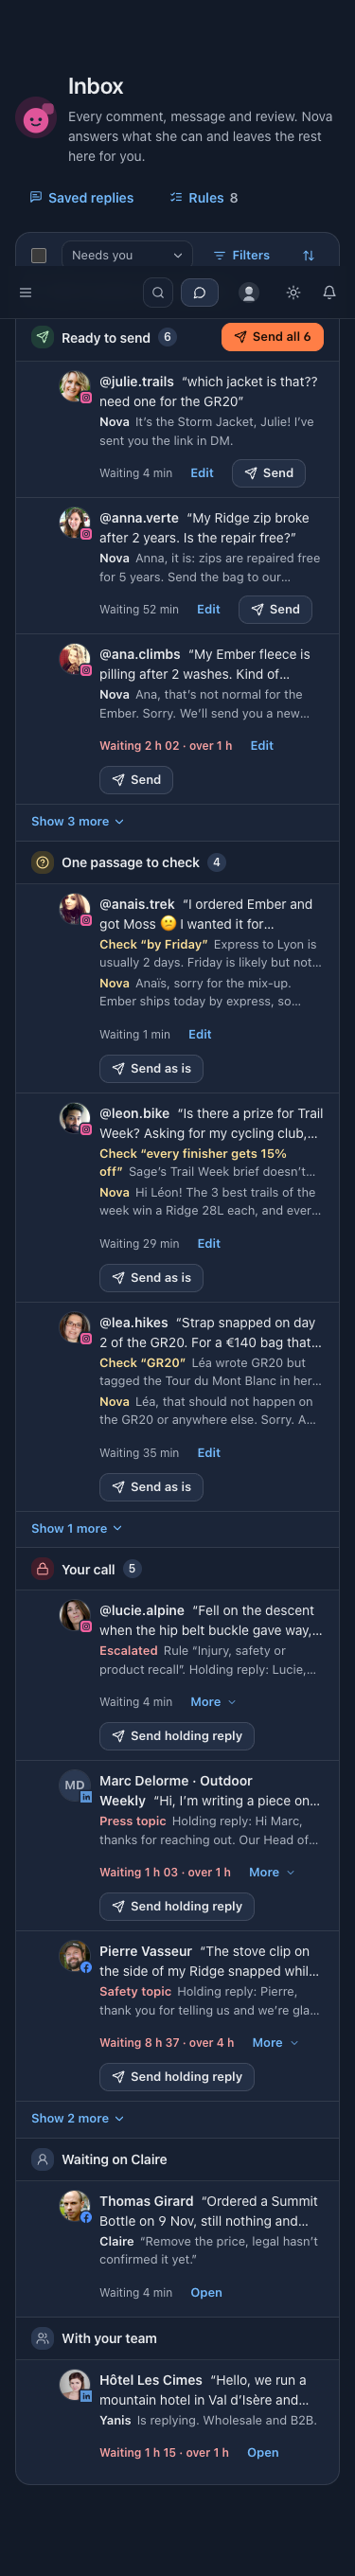 Inbox
Every comment, message and review. Nova
answers what she can and leaves the rest
here for you.
Saved replies
Rules 8
Needs you
Filters
Ready to send 6
Send all 6
@julie.trails “which jacket is that??
need one for the GR20”
Nova It’s the Storm Jacket, Julie! I’ve
sent you the link in DM.
Waiting 4 min Edit Send
@anna.verte “My Ridge zip broke
after 2 years. Is the repair free?”
Nova Anna, it is: zips are repaired free
for 5 years. Send the bag to our…
Waiting 52 min Edit Send
@ana.climbs “My Ember fleece is
pilling after 2 washes. Kind of…
Nova Ana, that’s not normal for the
Ember. Sorry. We’ll send you a new…
Waiting 2 h 02 · over 1 h Edit
Send
Show 3 more
One passage to check 4
@anais.trek “I ordered Ember and
got Moss 😕 I wanted it for…
Check “by Friday” Express to Lyon is
usually 2 days. Friday is likely but not…
Nova Anaïs, sorry for the mix-up.
Ember ships today by express, so…
Waiting 1 min Edit
Send as is
@leon.bike “Is there a prize for Trail
Week? Asking for my cycling club,…
Check “every finisher gets 15%
off” Sage’s Trail Week brief doesn’t…
Nova Hi Léon! The 3 best trails of the
week win a Ridge 28L each, and ever…
Waiting 29 min Edit
Send as is
@lea.hikes “Strap snapped on day
2 of the GR20. For a €140 bag that…
Check “GR20” Léa wrote GR20 but
tagged the Tour du Mont Blanc in her…
Nova Léa, that should not happen on
the GR20 or anywhere else. Sorry. A…
Waiting 35 min Edit
Send as is
Show 1 more
Your call 5
@lucie.alpine “Fell on the descent
when the hip belt buckle gave way,…
Escalated Rule “Injury, safety or
product recall”. Holding reply: Lucie,…
Waiting 4 min More
Send holding reply
MD
Marc Delorme · Outdoor
Weekly “Hi, I’m writing a piece on…
Press topic Holding reply: Hi Marc,
thanks for reaching out. Our Head of…
Waiting 1 h 03 · over 1 h More
Send holding reply
Pierre Vasseur “The stove clip on
the side of my Ridge snapped whil…
Safety topic Holding reply: Pierre,
thank you for telling us and we’re gla…
Waiting 8 h 37 · over 4 h More
Send holding reply
Show 2 more
Waiting on Claire
Thomas Girard “Ordered a Summit
Bottle on 9 Nov, still nothing and…
Claire “Remove the price, legal hasn’t
confirmed it yet.”
Waiting 4 min Open
With your team
Hôtel Les Cimes “Hello, we run a
mountain hotel in Val d’Isère and…
Yanis Is replying. Wholesale and B2B.
Waiting 1 h 15 · over 1 h Open